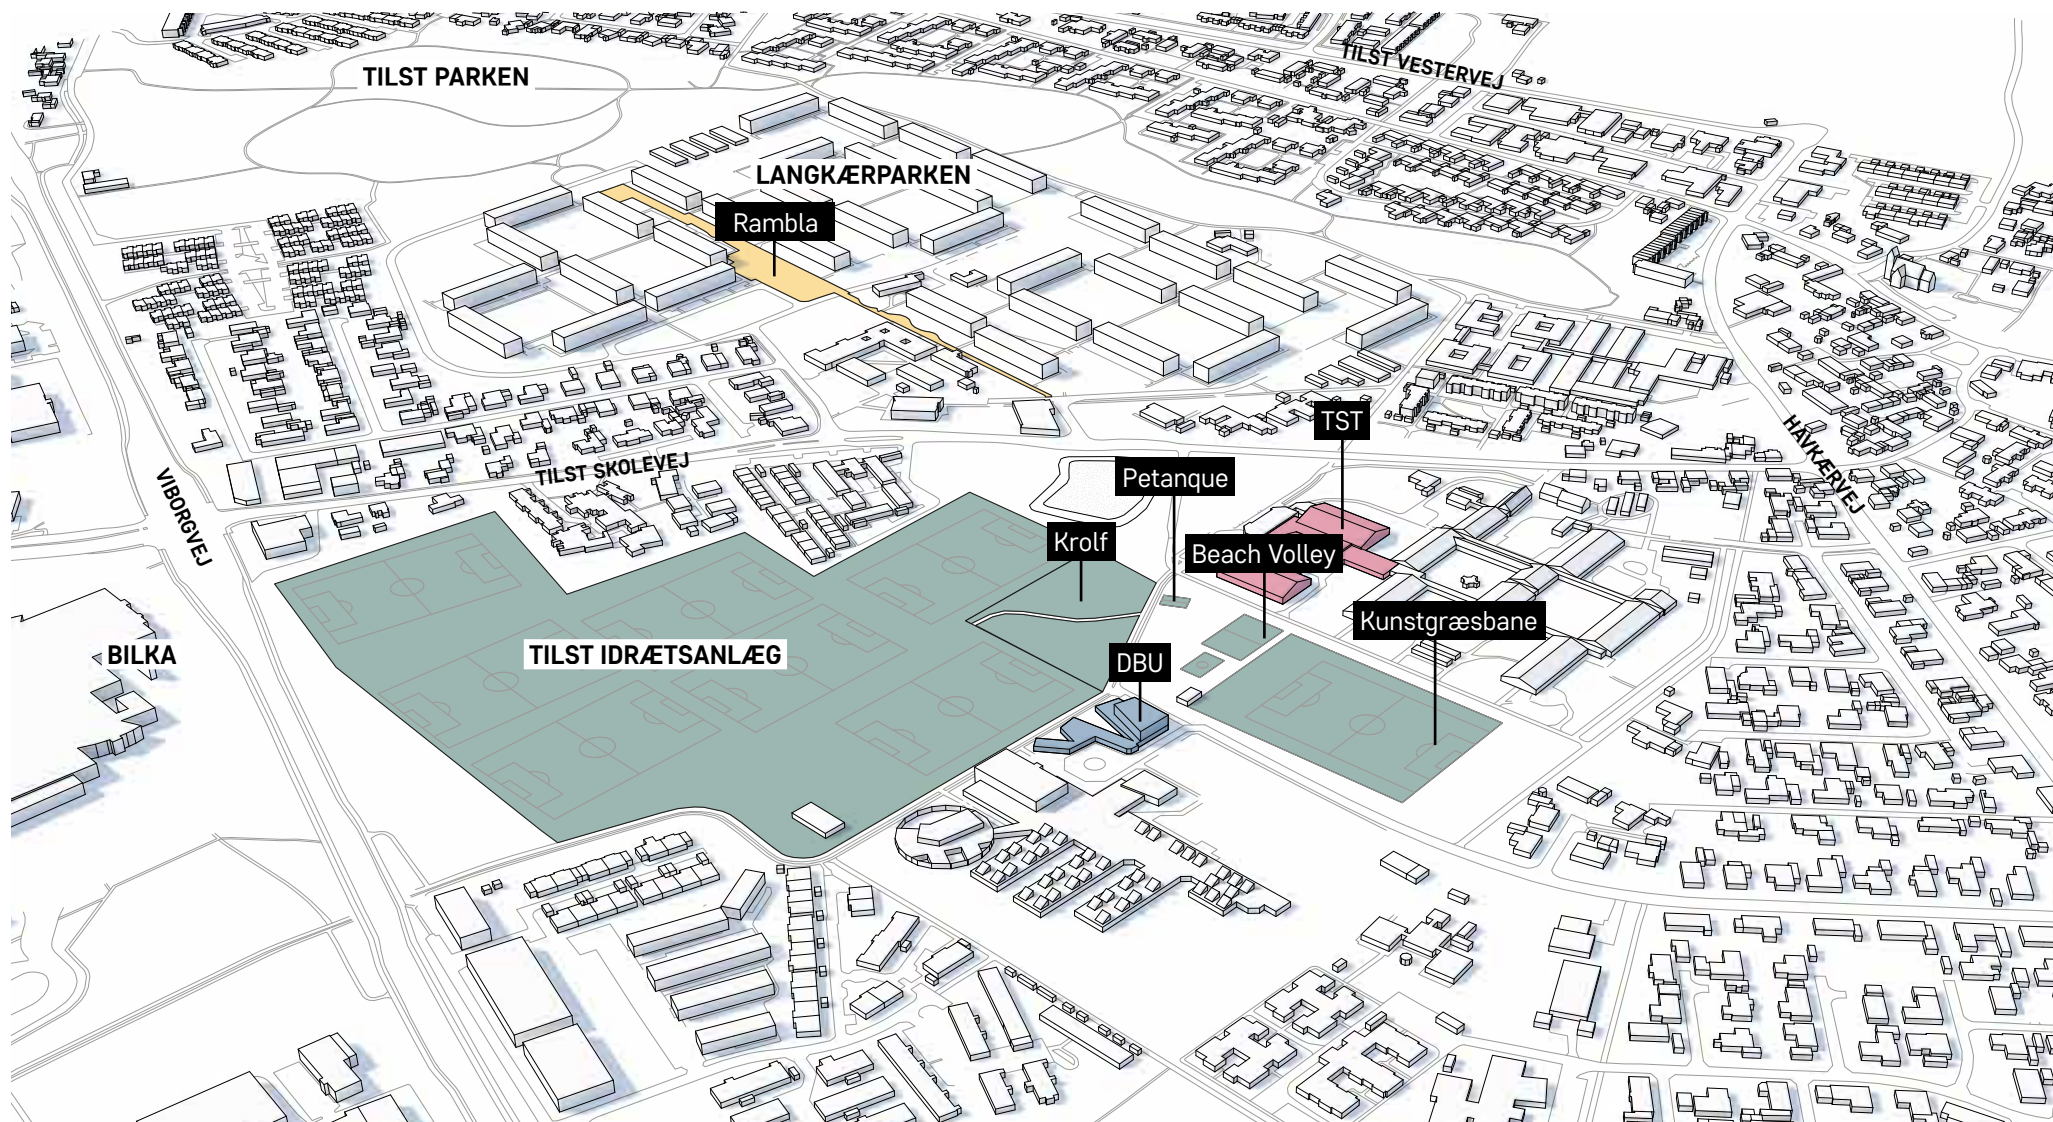 TILST VESTERVEJ
TILST PARKEN
LANGKÆRPARKEN
Rambla
TST
HAVKÆRVEJ
TILST SKOLEVEJ
Petanque
VIBORGVEJ
Krolf
Beach Volley
Kunstgræsbane
TILST IDRÆTSANLÆG
BILKA
DBU